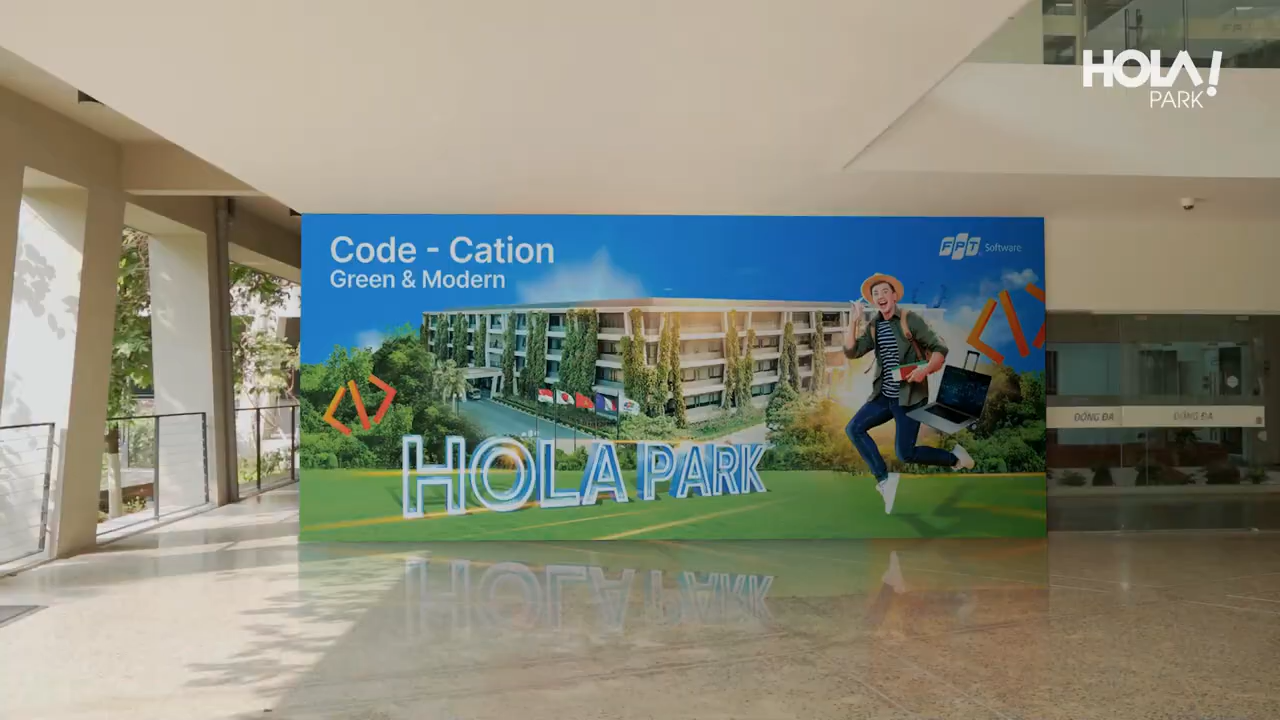 HOLA!
PARK
Code - Cation
Green & Modern
FPT Software
HOLA PARK
ĐỐNG ĐA
ĐỐNG ĐA